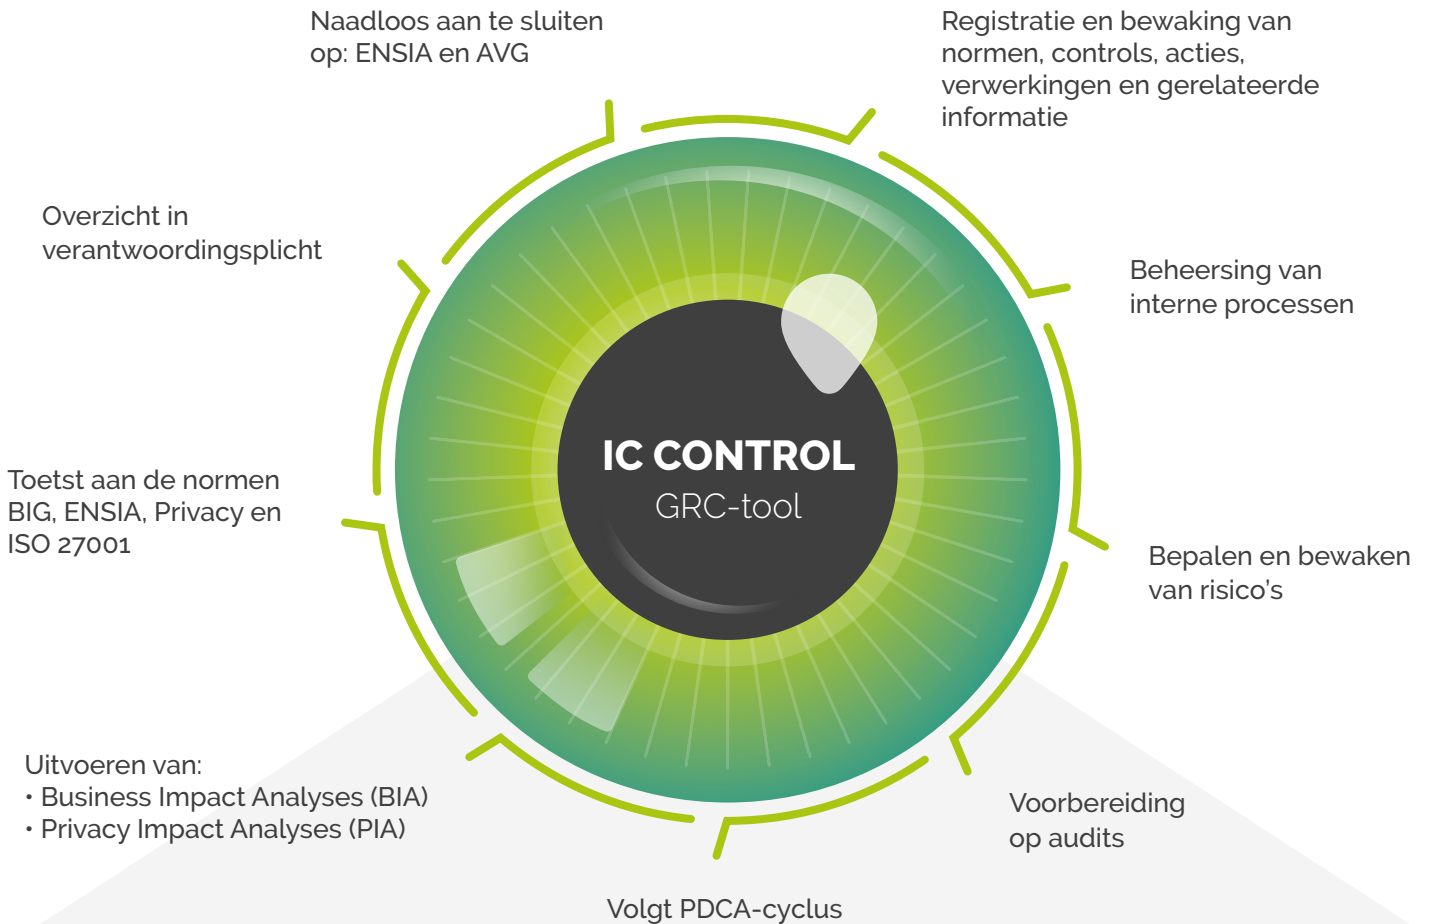 Naadloos aan te sluiten
op: ENSIA en AVG
Registratie en bewaking van
normen, controls, acties,
verwerkingen en gerelateerde
informatie
Overzicht in
verantwoordingsplicht
Beheersing van
interne processen
IC CONTROL
GRC-tool
Toetst aan de normen
BIG, ENSIA, Privacy en
ISO 27001
Bepalen en bewaken
van risico’s
Uitvoeren van:
• Business Impact Analyses (BIA)
• Privacy Impact Analyses (PIA)
Voorbereiding
op audits
Volgt PDCA-cyclus